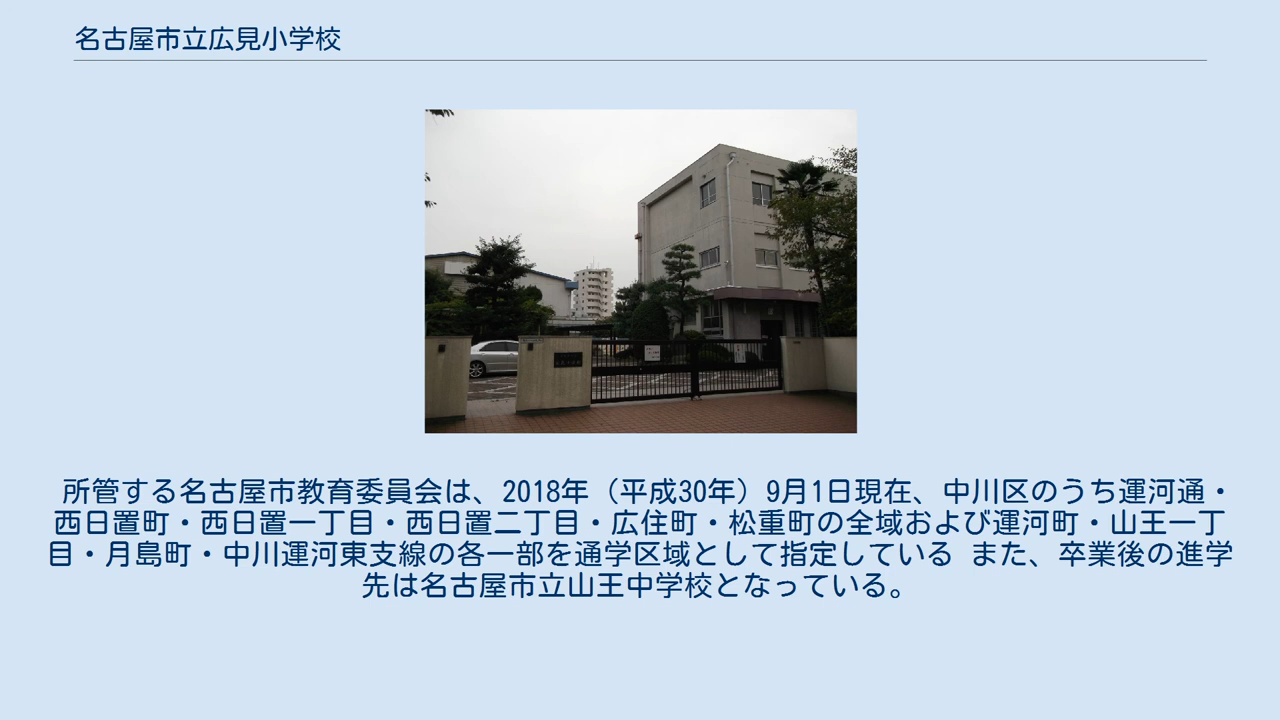 名古屋市立広見小学校
所管する名古屋市教育委員会は、2018年（平成30年）9月1日現在、中川区のうち運河通・
西日置町・西日置一丁目・西日置二丁目・広住町・松重町の全域および運河町・山王一丁
目・月島町・中川運河東支線の各一部を通学区域として指定している また、卒業後の進学
先は名古屋市立山王中学校となっている。